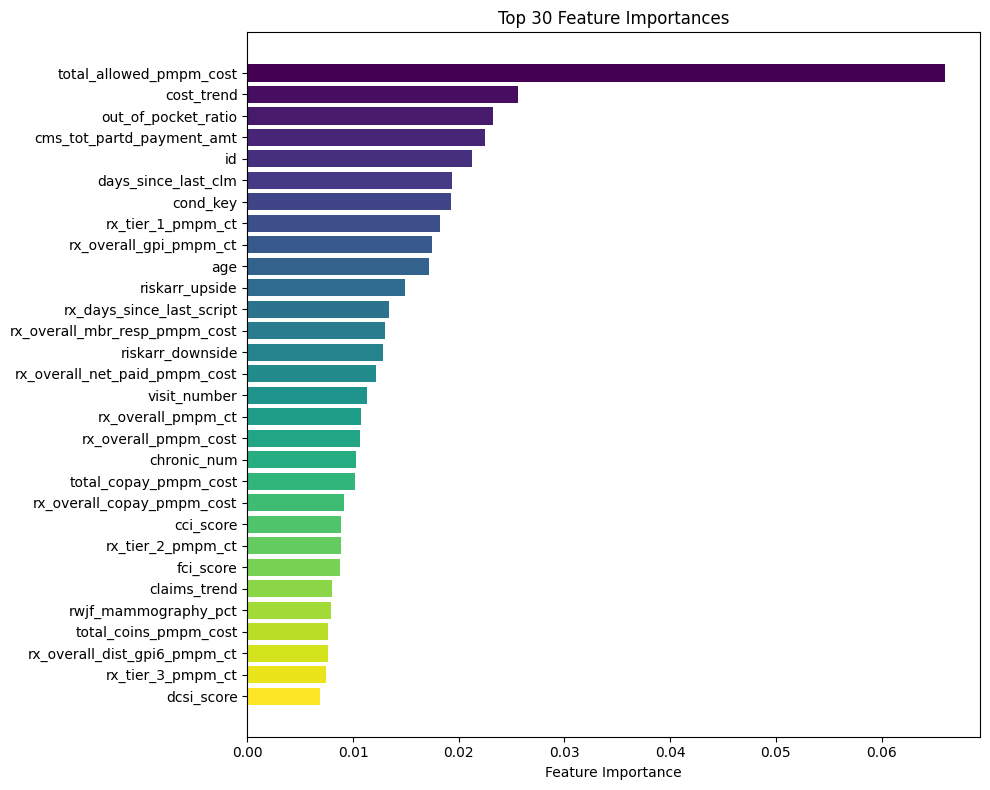 Top 30 Feature Importances
total_allowed_pmpm_cost
cost_trend
out_of_pocket_ratio
cms_tot_partd_payment_amt
id
days_since_last_clm
cond_key
rx_tier_1_pmpm_ct
rx_overall_gpi_pmpm_ct
age
riskarr_upside
rx_days_since_last_script
rx_overall_mbr_resp_pmpm_cost
riskarr_downside
rx_overall_net_paid_pmpm_cost
visit_number
rx_overall_pmpm_ct
rx_overall_pmpm_cost
chronic_num
total_copay_pmpm_cost
rx_overall_copay_pmpm_cost
cci_score
rx_tier_2_pmpm_ct
fci_score
claims_trend
rwjf_mammography_pct
total_coins_pmpm_cost
rx_overall_dist_gpi6_pmpm_ct
rx_tier_3_pmpm_ct
dcsi_score
0.00 0.01 0.02 0.03 0.04 0.05 0.06
Feature Importance